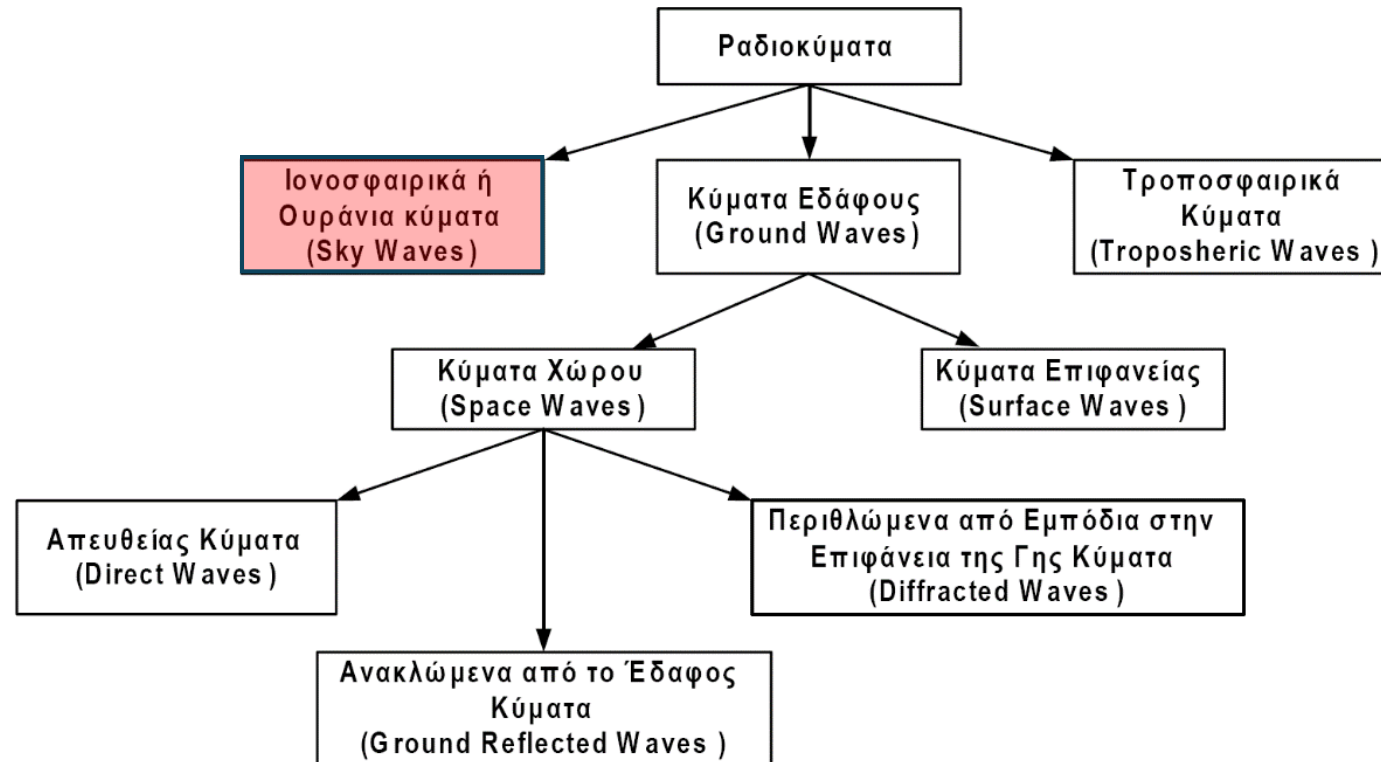 Ραδιοκύματα
Ιονοσφαιρικά ή
Ουράνια κύματα
(Sky Waves)
Κύματα Εδάφους
(Ground Waves)
Τροποσφαιρικά
Κύματα
(Troposheric Waves )
Κύματα Χώρου
(Space Waves)
Κύματα Επιφανείας
(Surface Waves )
Απευθείας Κύματα
(Direct Waves )
Περιθλώμενα από Εμπόδια στην
Επιφάνεια της Γης Κύματα
(Diffracted Waves )
Ανακλώμενα από το Έδαφος
Κύματα
(Ground Reflected Waves )